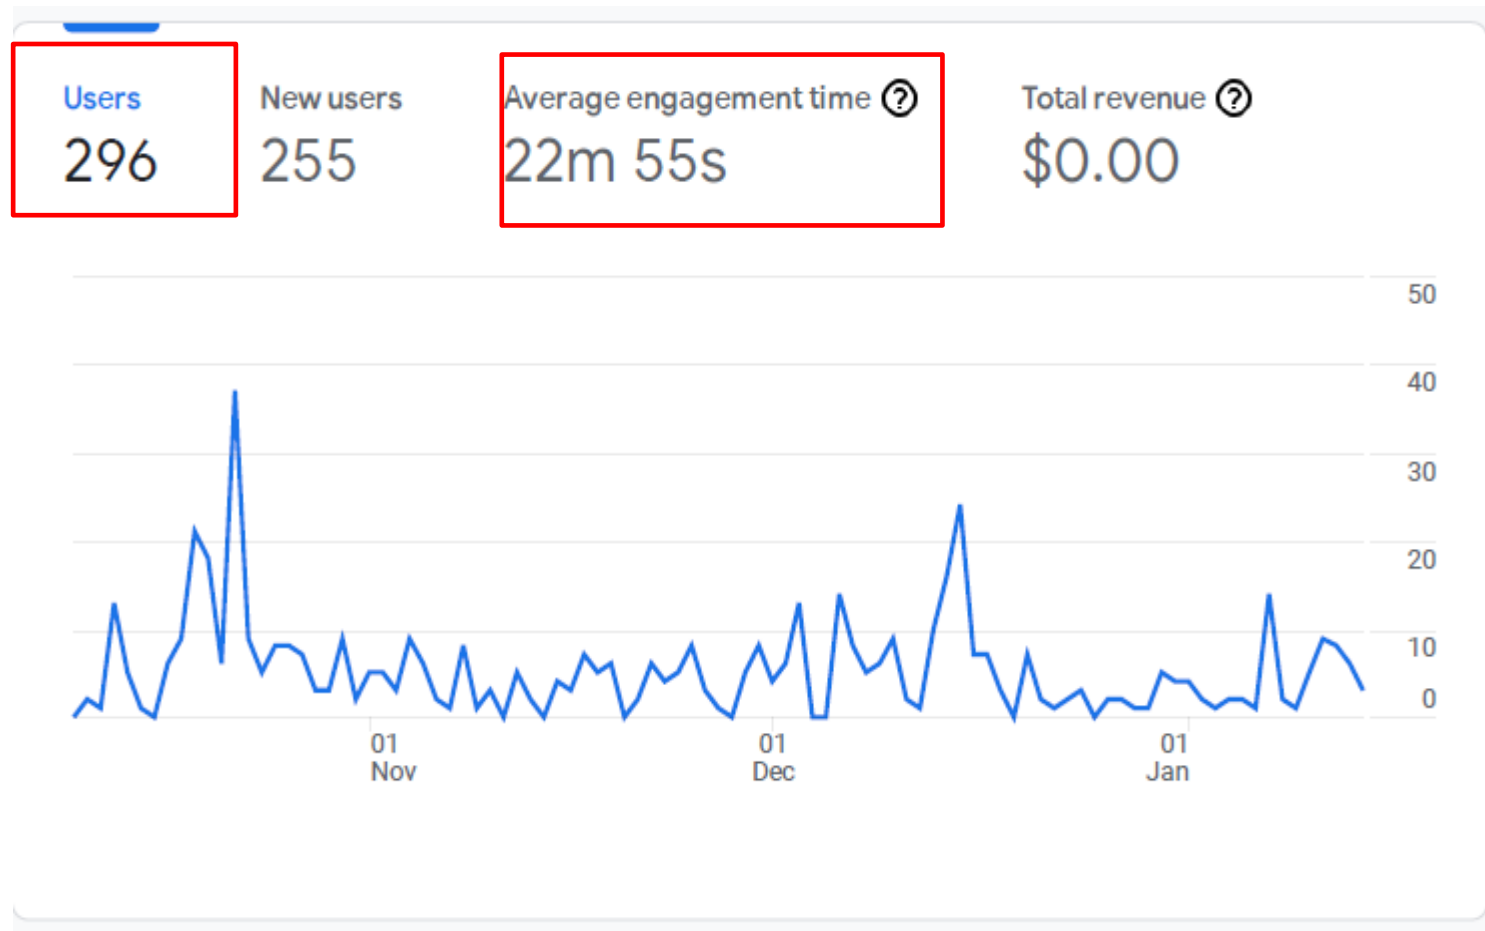 Users
296
New users
255
Average engagement time ?
22m 55s
Total revenue ?
$0.00
50
40
30
20
10
0
01
Nov
01
Dec
01
Jan